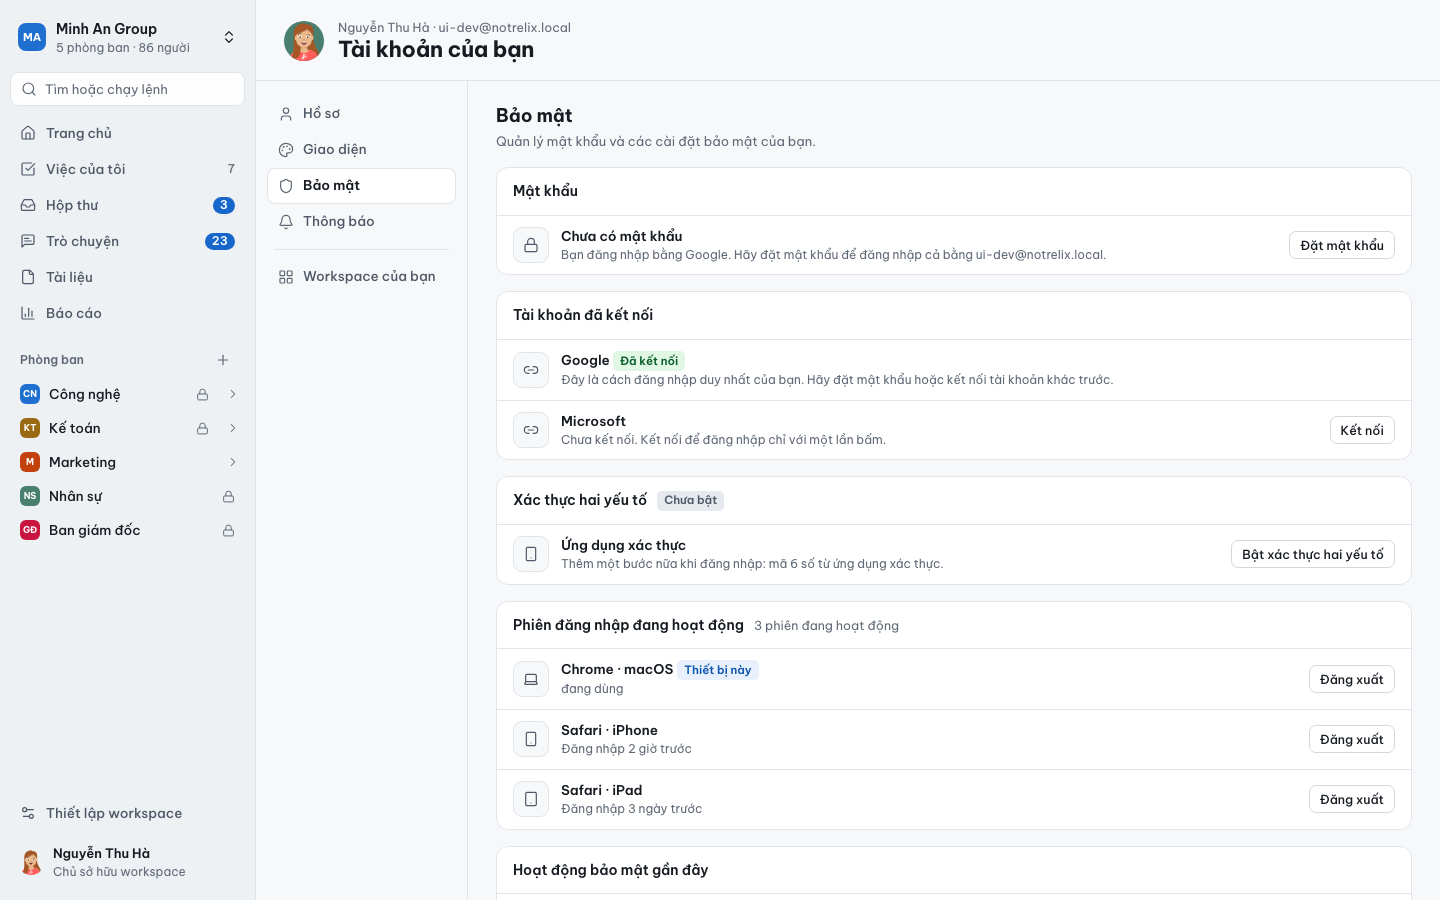 MA
Minh An Group
5 phòng ban · 86 người
Tìm hoặc chạy lệnh
Trang chủ
Việc của tôi 7
Hộp thư 3
Trò chuyện 23
Tài liệu
Báo cáo
Phòng ban
CN Công nghệ
KT Kế toán
M Marketing
NS Nhân sự
GĐ Ban giám đốc
Thiết lập workspace
Nguyễn Thu Hà
Chủ sở hữu workspace
Nguyễn Thu Hà · ui-dev@notrelix.local
Tài khoản của bạn
Hồ sơ
Giao diện
Bảo mật
Thông báo
Workspace của bạn
Bảo mật
Quản lý mật khẩu và các cài đặt bảo mật của bạn.
Mật khẩu
Chưa có mật khẩu
Bạn đăng nhập bằng Google. Hãy đặt mật khẩu để đăng nhập cả bằng ui-dev@notrelix.local.
Đặt mật khẩu
Tài khoản đã kết nối
Google Đã kết nối
Đây là cách đăng nhập duy nhất của bạn. Hãy đặt mật khẩu hoặc kết nối tài khoản khác trước.
Microsoft
Chưa kết nối. Kết nối để đăng nhập chỉ với một lần bấm.
Kết nối
Xác thực hai yếu tố Chưa bật
Ứng dụng xác thực
Thêm một bước nữa khi đăng nhập: mã 6 số từ ứng dụng xác thực.
Bật xác thực hai yếu tố
Phiên đăng nhập đang hoạt động 3 phiên đang hoạt động
Chrome · macOS Thiết bị này
đang dùng
Đăng xuất
Safari · iPhone
Đăng nhập 2 giờ trước
Đăng xuất
Safari · iPad
Đăng nhập 3 ngày trước
Đăng xuất
Hoạt động bảo mật gần đây